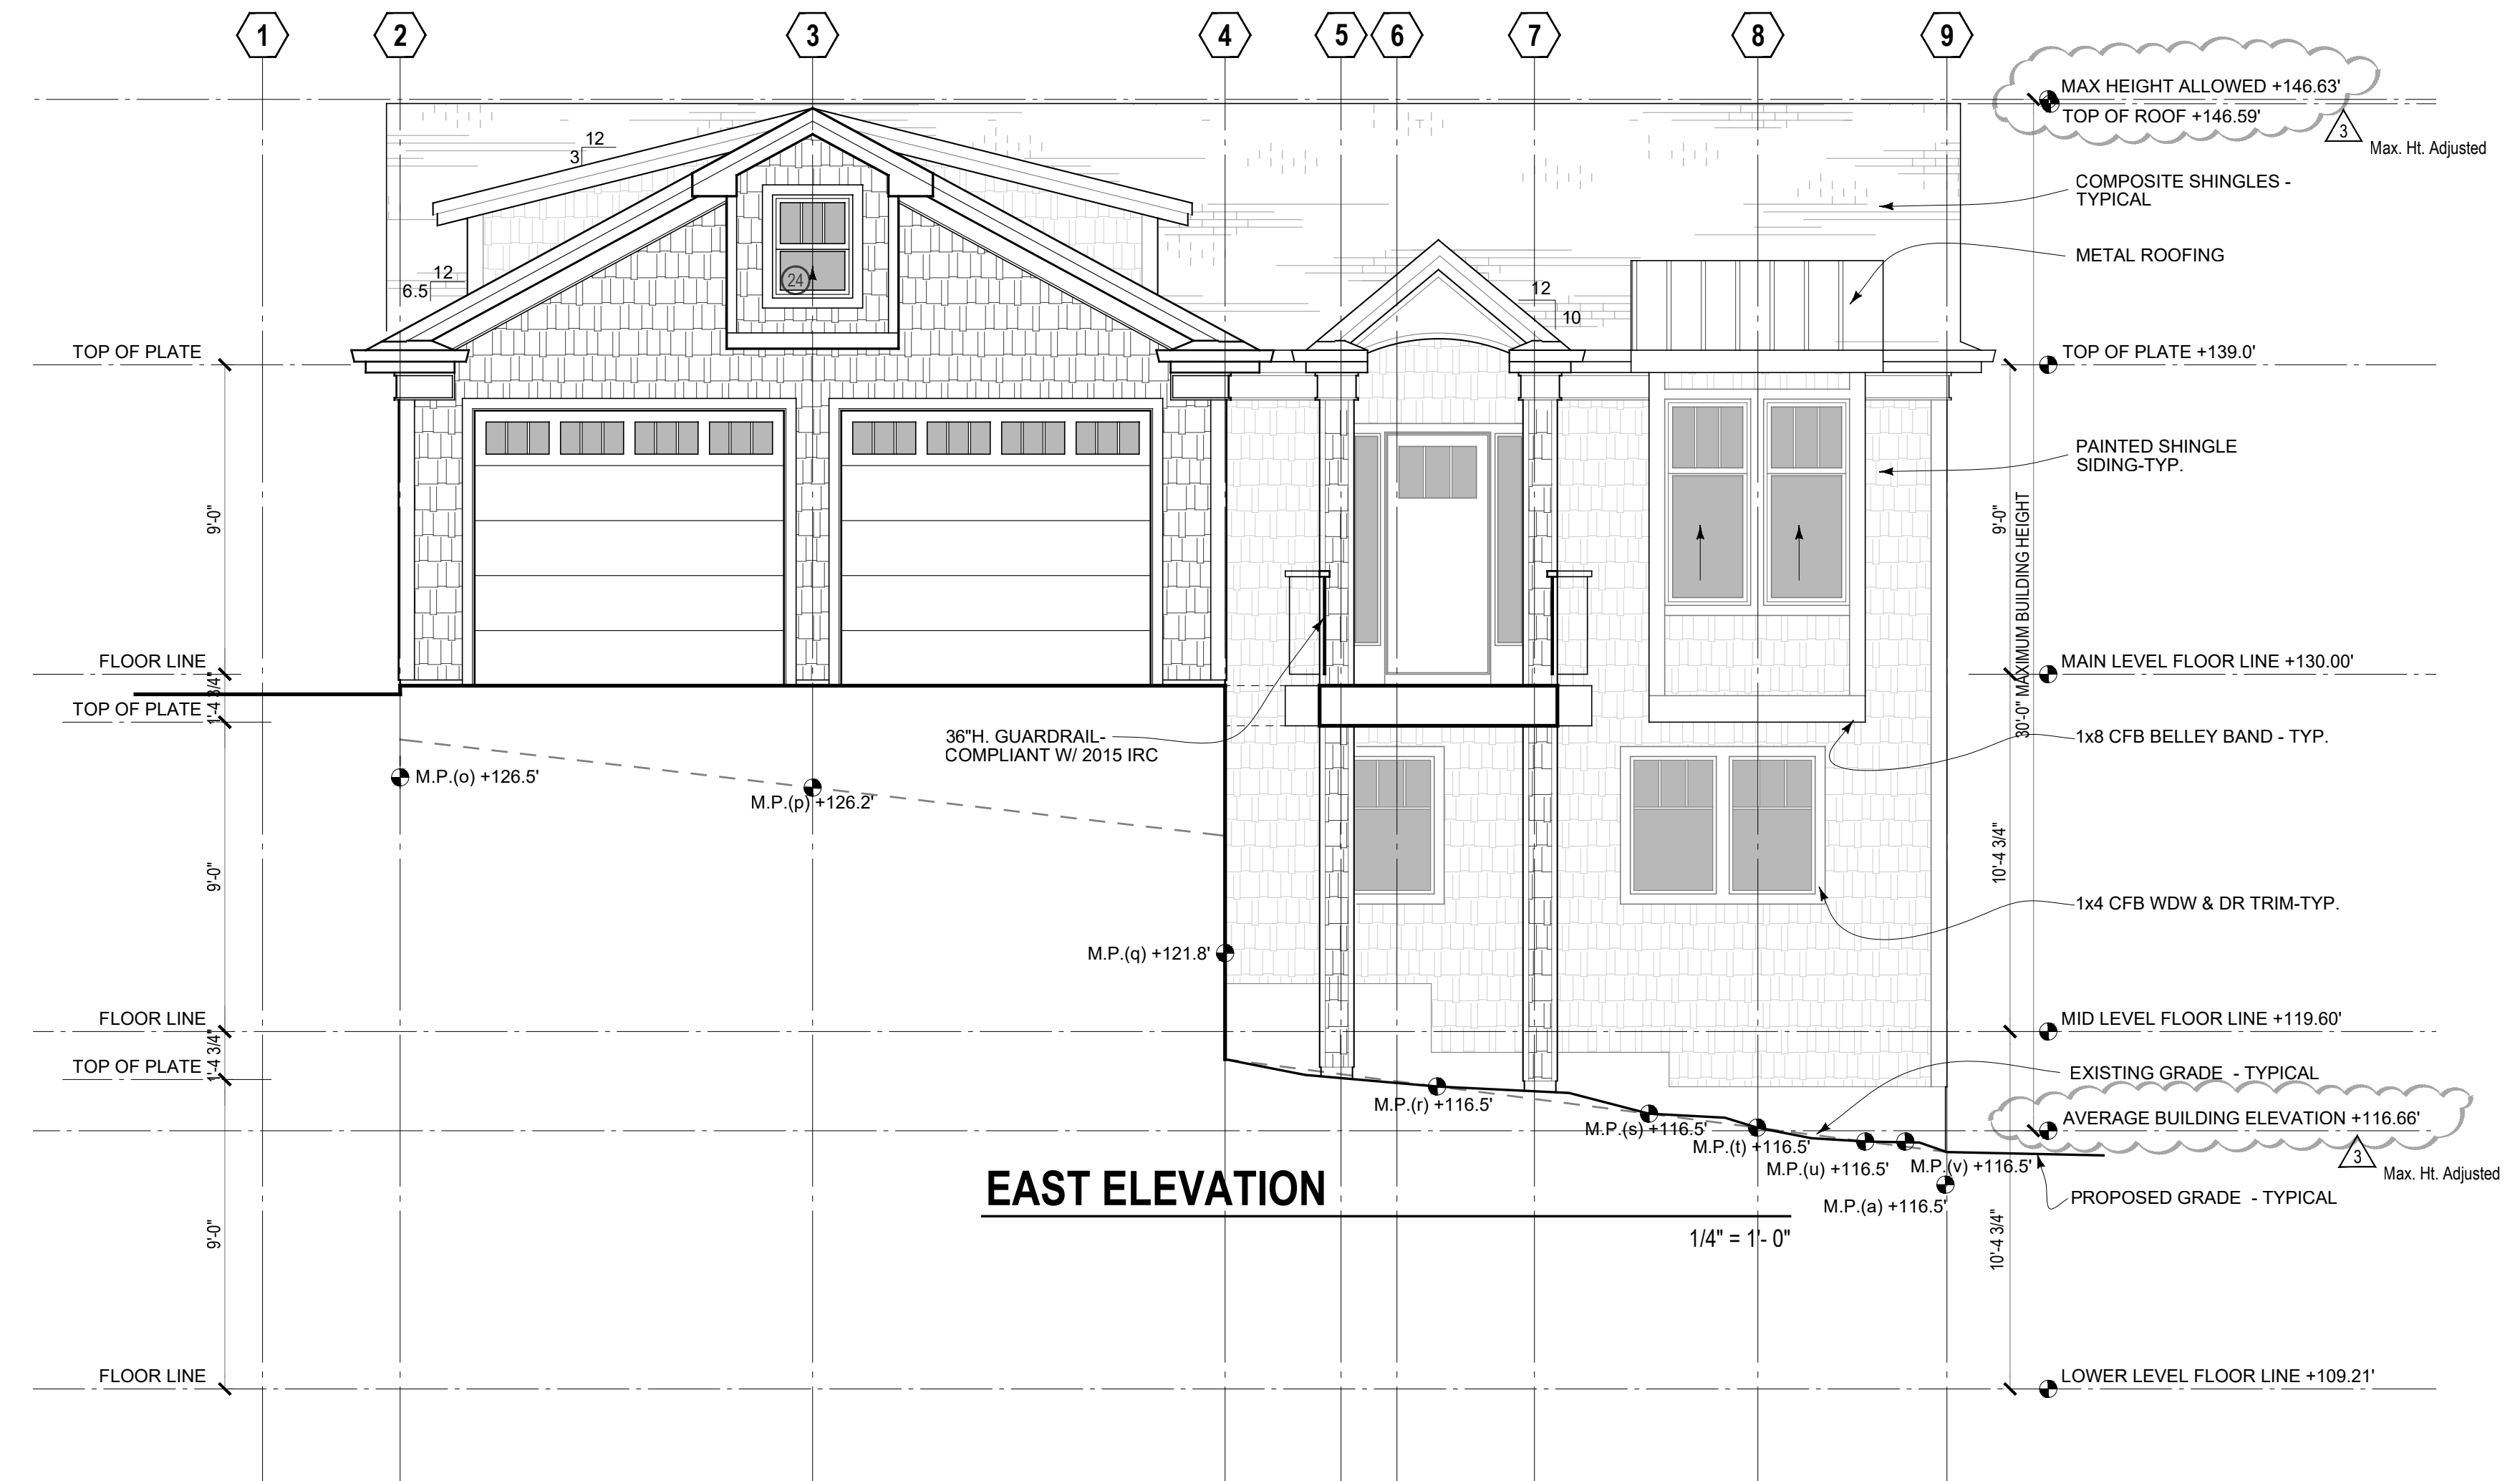 1 2 3 4 5 6 7 8 9
MAX HEIGHT ALLOWED +146.63'
TOP OF ROOF +146.59'
3
Max. Ht. Adjusted
12
3
COMPOSITE SHINGLES -
TYPICAL
METAL ROOFING
12
6.5
24
12
10
TOP OF PLATE
TOP OF PLATE +139.0'
PAINTED SHINGLE
SIDING-TYP.
9'-0"
9'-0"
30'-0" MAXIMUM BUILDING HEIGHT
FLOOR LINE
MAIN LEVEL FLOOR LINE +130.00'
1'-4 3/4"
TOP OF PLATE
36"H. GUARDRAIL-
COMPLIANT W/ 2015 IRC
1x8 CFB BELLEY BAND - TYP.
M.P.(o) +126.5'
M.P.(p) +126.2'
9'-0"
10'-4 3/4"
1x4 CFB WDW & DR TRIM-TYP.
M.P.(q) +121.8'
FLOOR LINE
MID LEVEL FLOOR LINE +119.60'
1'-4 3/4"
TOP OF PLATE
EXISTING GRADE - TYPICAL
M.P.(r) +116.5'
AVERAGE BUILDING ELEVATION +116.66'
M.P.(s) +116.5'
M.P.(t) +116.5'
M.P.(u) +116.5'
M.P.(v) +116.5'
3
Max. Ht. Adjusted
M.P.(a) +116.5'
PROPOSED GRADE - TYPICAL
EAST ELEVATION
1/4" = 1'- 0"
9'-0"
10'-4 3/4"
FLOOR LINE
LOWER LEVEL FLOOR LINE +109.21'